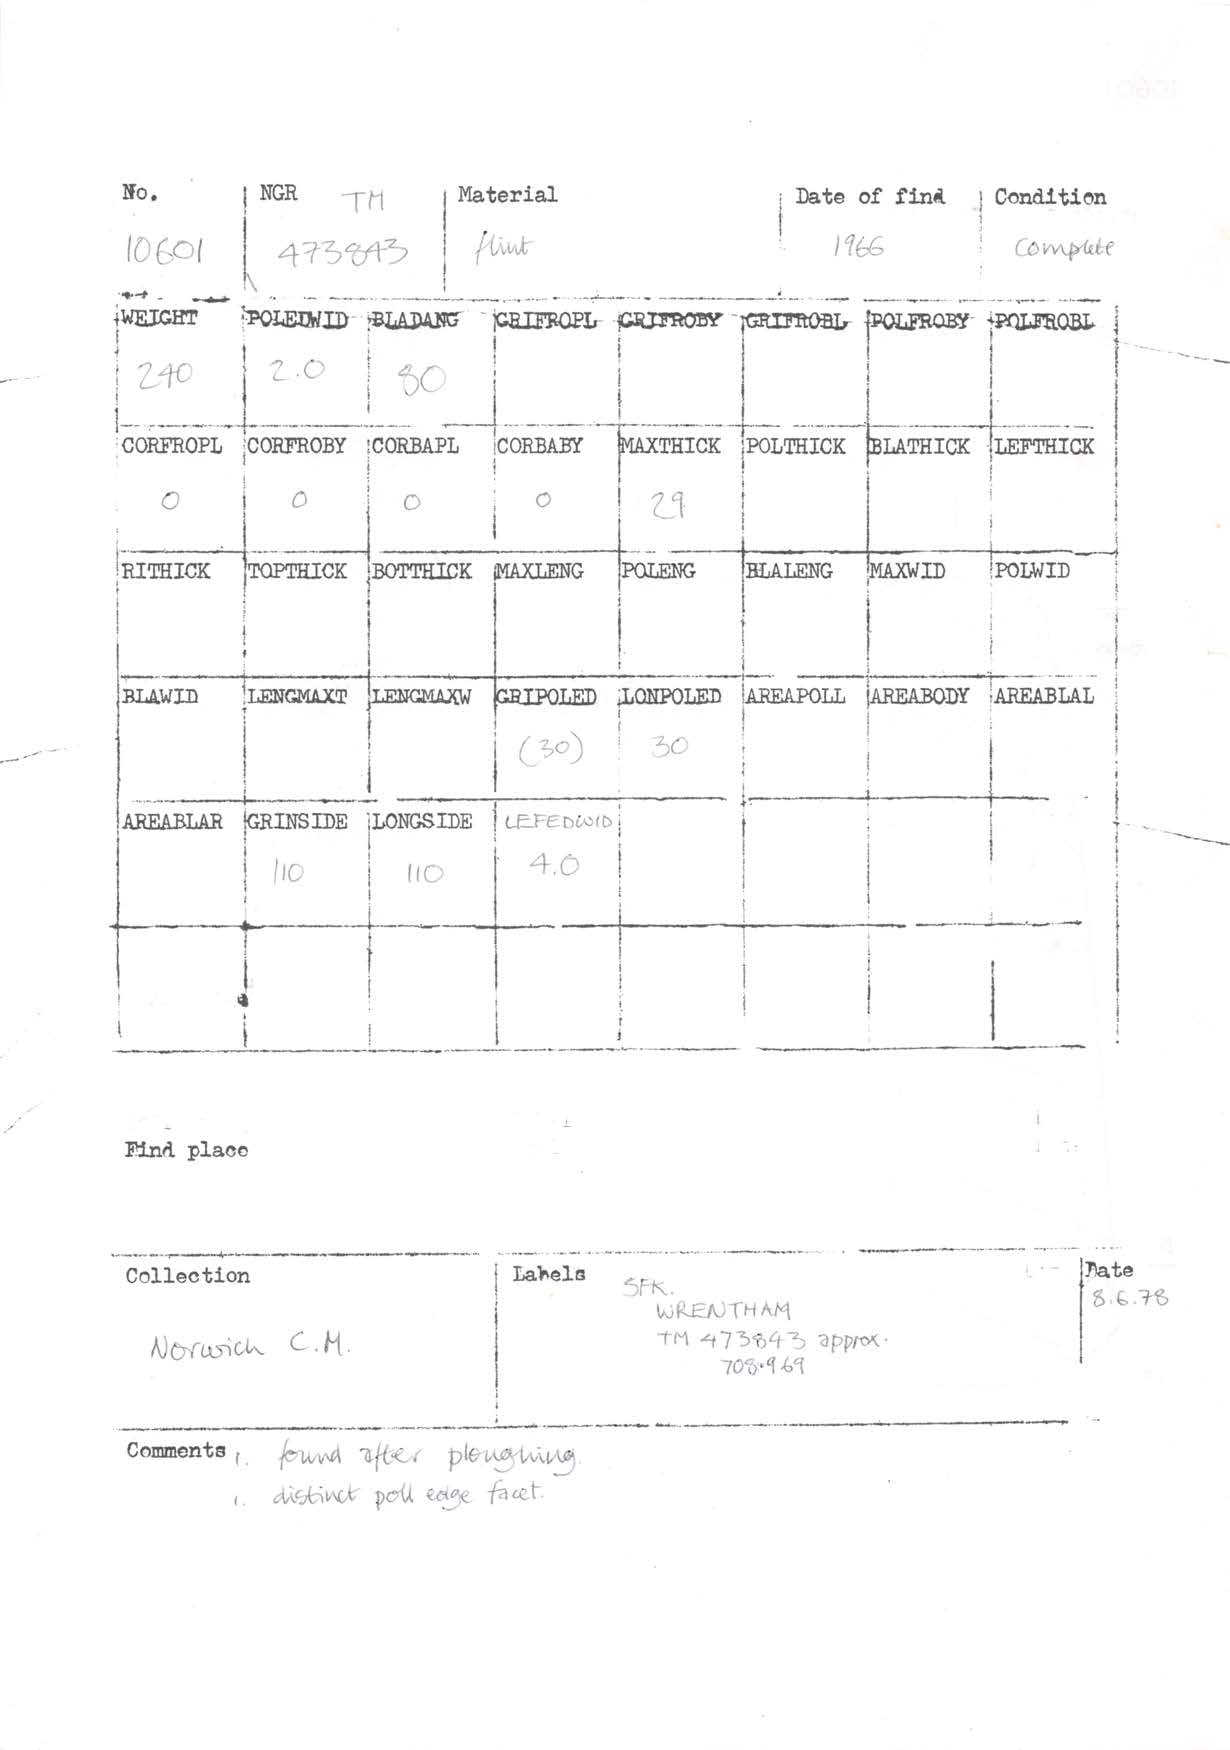 No. NGR TM Material Date of find Condition
10601 473843 flint 1966 Complete
WEIGHT POLEDWID BLADANG GRIFROPL GRIFROBY GRIFROBL POLFROBY POLFROBL
240 2.0 80
CORFROPL CORFROBY CORBAPL CORBABY MAXTHICK POLTHICK BLATHICK LEFTHICK
0 0 0 0 29
RITHICK TOPTHICK BOTTHICK MAXLENG POLENG BLALENG MAXWID POLWID
BLAWID LENGMAXT LENGMAXW GRIPOLED LONPOLED AREAPOLL AREABODY AREABLAL
(30) 30
AREABLAR GRINSIDE LONGSIDE LEFEDWID
110 110 4.0
Find place
Collection Labels SFK. Date
WRENTHAM 8.6.78
Norwich C.M. TM 473843 approx.
708.969
Comments 1. found after ploughing.
1. distinct poll edge facet.